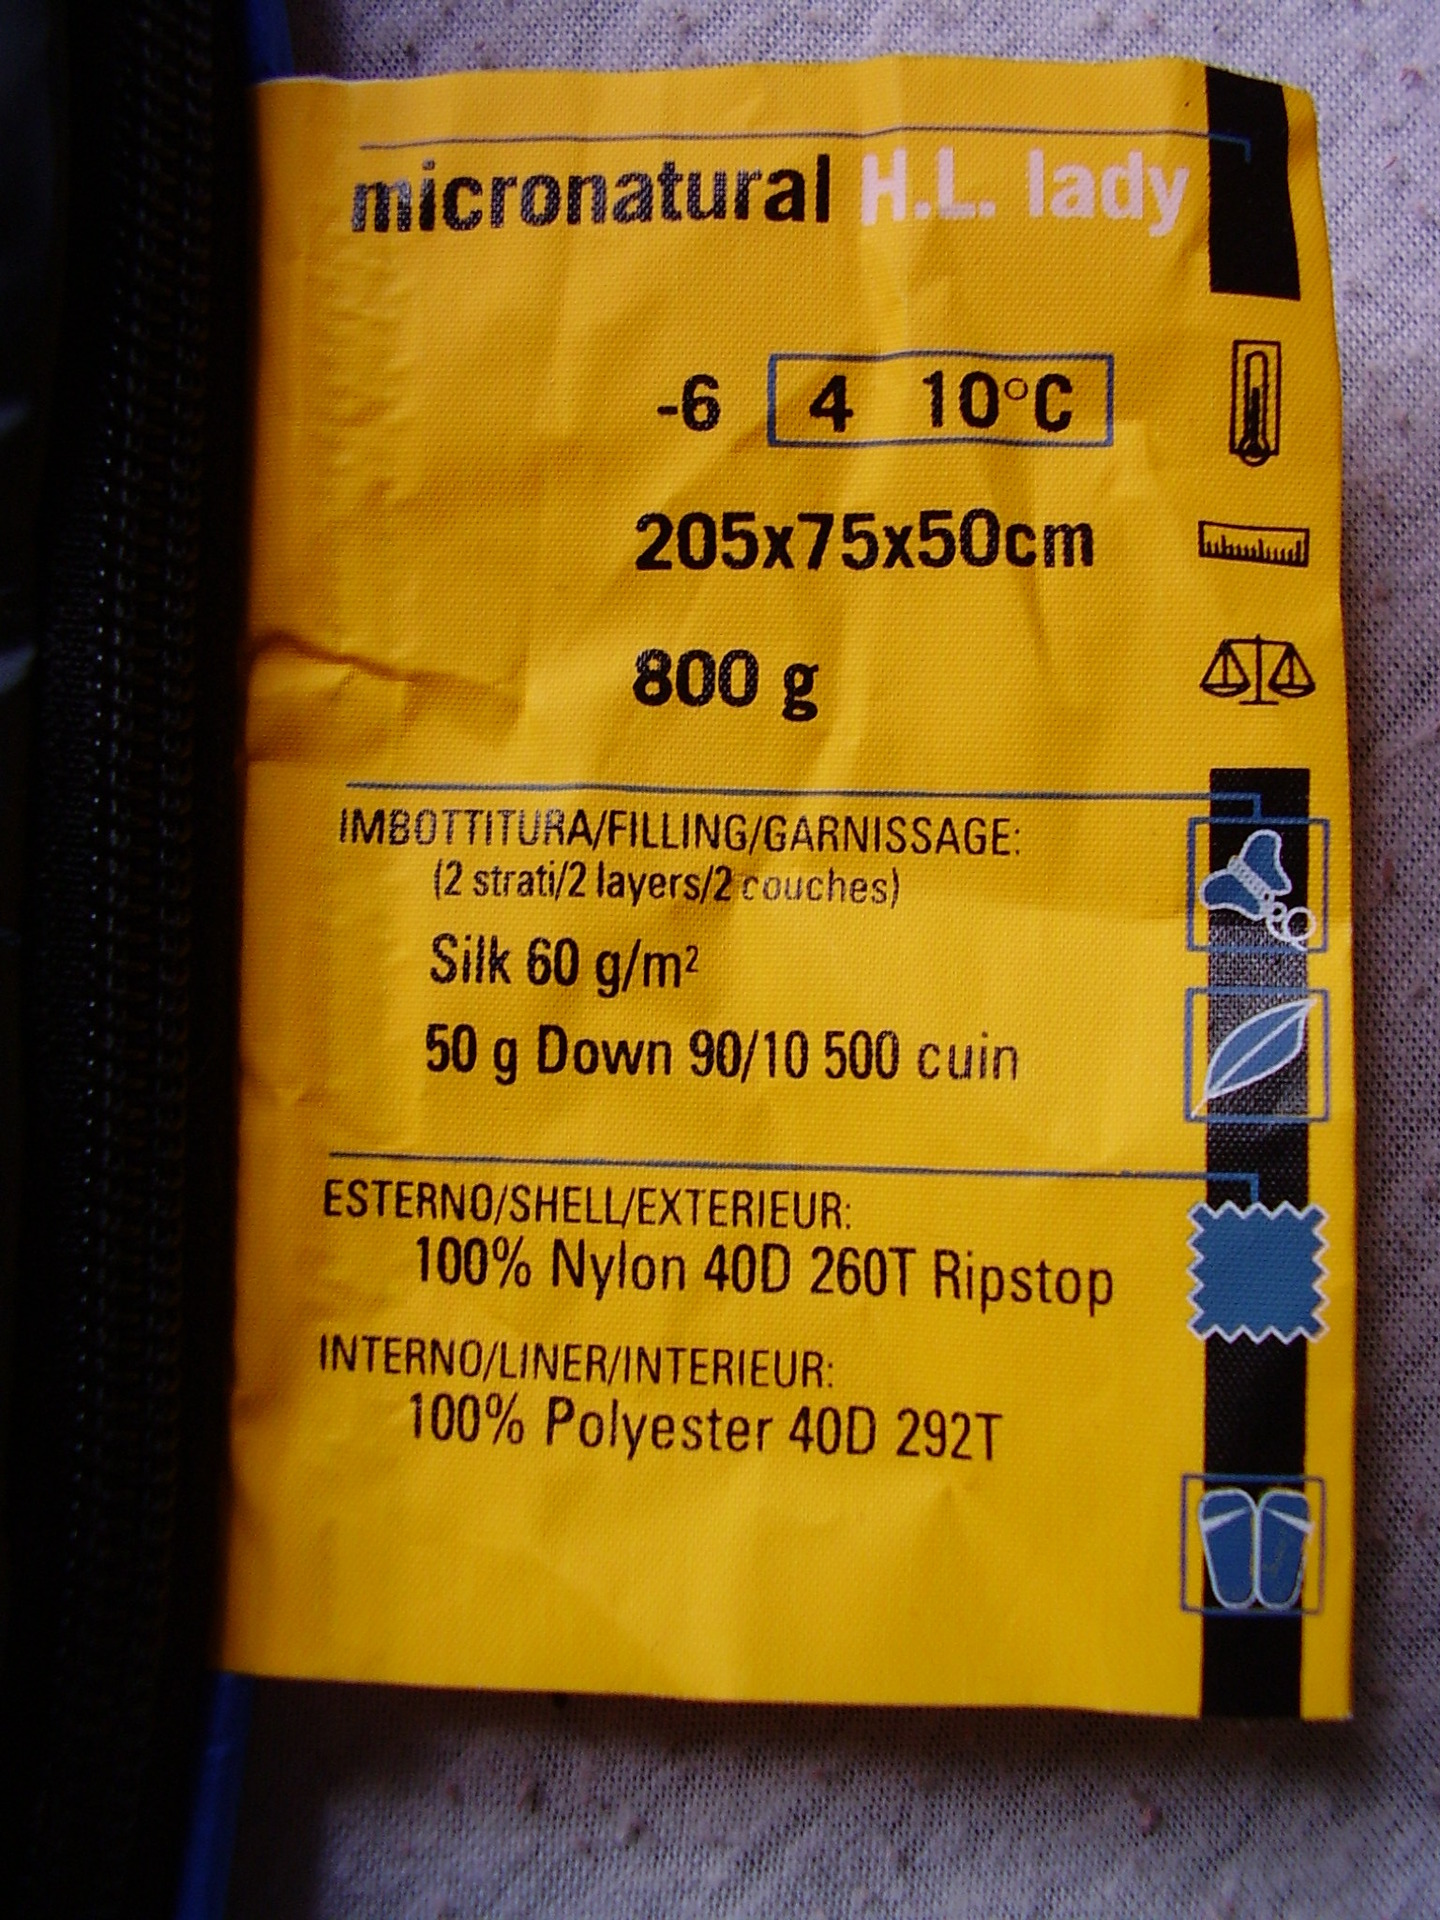 micronatural H.L. lady
-6 4 10°C
205x75x50cm
800 g
IMBOTTITURA/FILLING/GARNISSAGE:
(2 strati/2 layers/2 couches)
Silk 60 g/m²
50 g Down 90/10 500 cuin
ESTERNO/SHELL/EXTERIEUR:
100% Nylon 40D 260T Ripstop
INTERNO/LINER/INTERIEUR:
100% Polyester 40D 292T